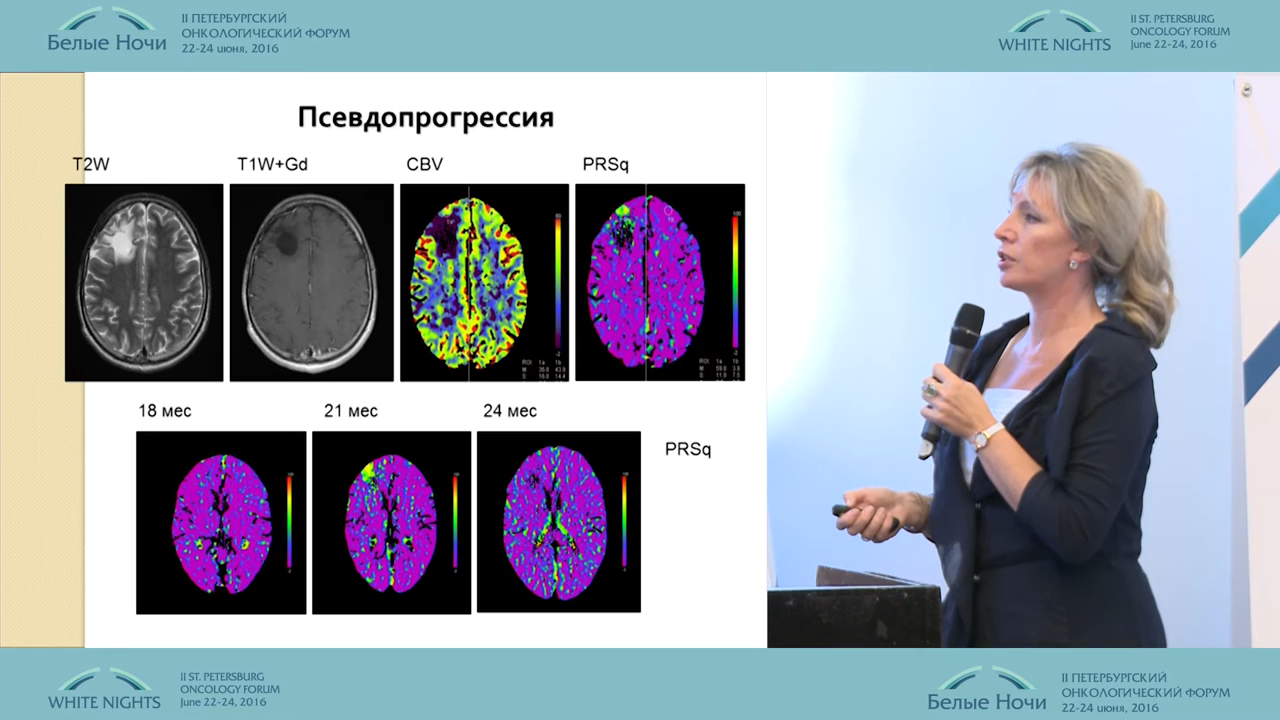 II ПЕТЕРБУРГСКИЙ
ОНКОЛОГИЧЕСКИЙ ФОРУМ
Белые Ночи
22-24 июня, 2016
II ST. PETERSBURG
ONCOLOGY FORUM
WHITE NIGHTS
June 22-24, 2016
Псевдопрогрессия
T2W
T1W+Gd
CBV
PRSq
18 мес
21 мес
24 мес
PRSq
II ST. PETERSBURG
ONCOLOGY FORUM
WHITE NIGHTS
June 22-24, 2016
II ПЕТЕРБУРГСКИЙ
ОНКОЛОГИЧЕСКИЙ ФОРУМ
Белые Ночи
22-24 июня, 2016